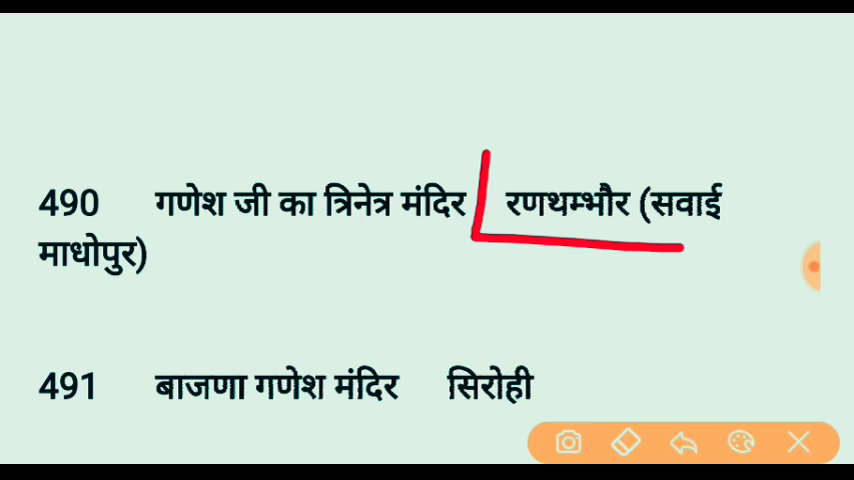 490 गणेश जी का त्रिनेत्र मंदिर रणथम्भौर (सवाई
माधोपुर)
491 बाजणा गणेश मंदिर सिरोही